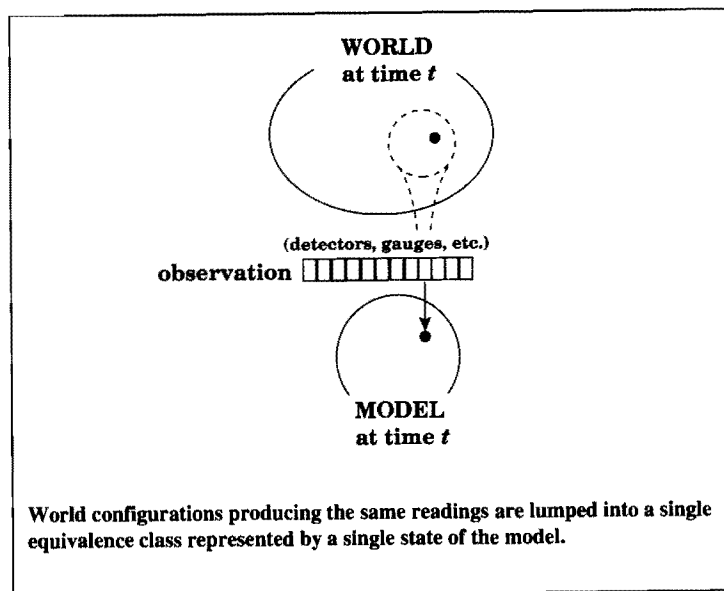 WORLD
at time t
(detectors, gauges, etc.)
observation
MODEL
at time t
World configurations producing the same readings are lumped into a single
equivalence class represented by a single state of the model.